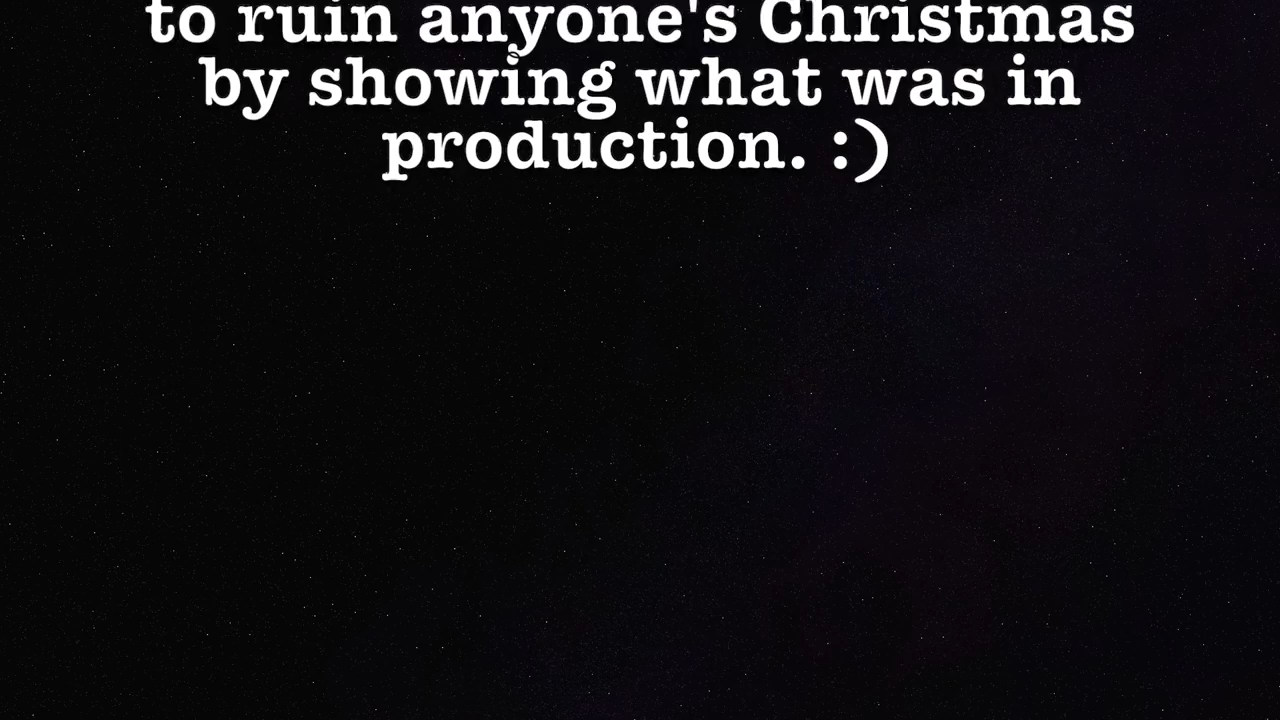 to ruin anyone's Christmas
by showing what was in
production. :)